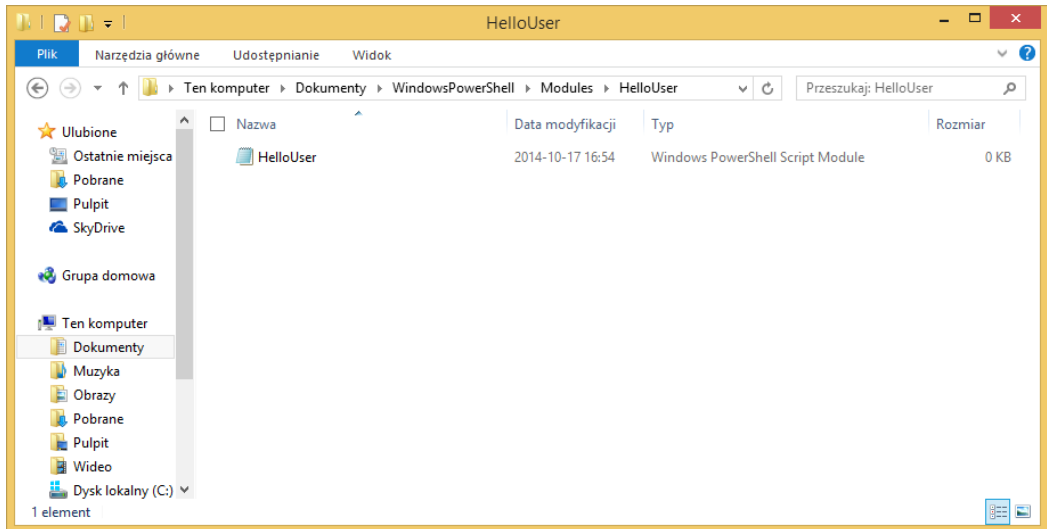 HelloUser
Plik Narzędzia główne Udostępnianie Widok
Ten komputer Dokumenty WindowsPowerShell Modules HelloUser Przeszukaj: HelloUser
Ulubione
Ostatnie miejsca
Pobrane
Pulpit
SkyDrive
Grupa domowa
Ten komputer
Dokumenty
Muzyka
Obrazy
Pobrane
Pulpit
Wideo
Dysk lokalny (C:)
Nazwa Data modyfikacji Typ Rozmiar
HelloUser 2014-10-17 16:54 Windows PowerShell Script Module 0 KB
1 element